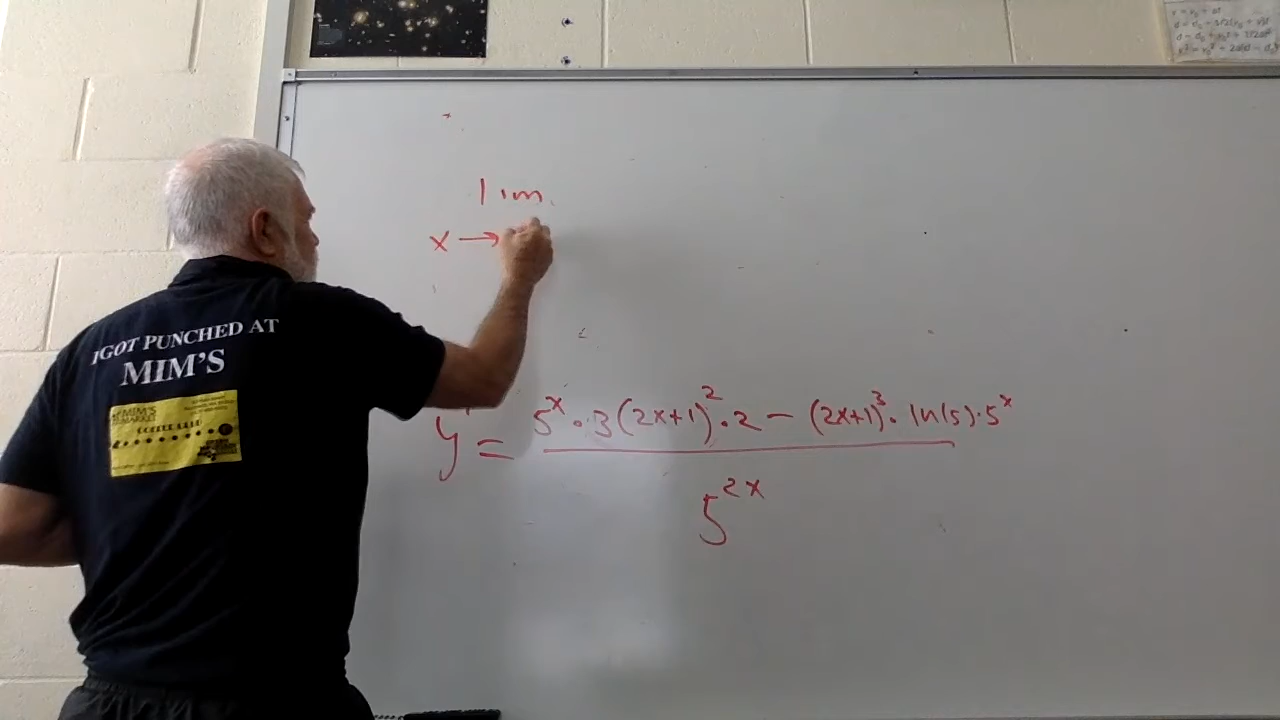 lim
x →
y' = 5^x · 3(2x+1)^2 · 2 − (2x+1)^3 · ln(5) · 5^x
5^2x
I GOT PUNCHED AT
MIM'S
MIM'S